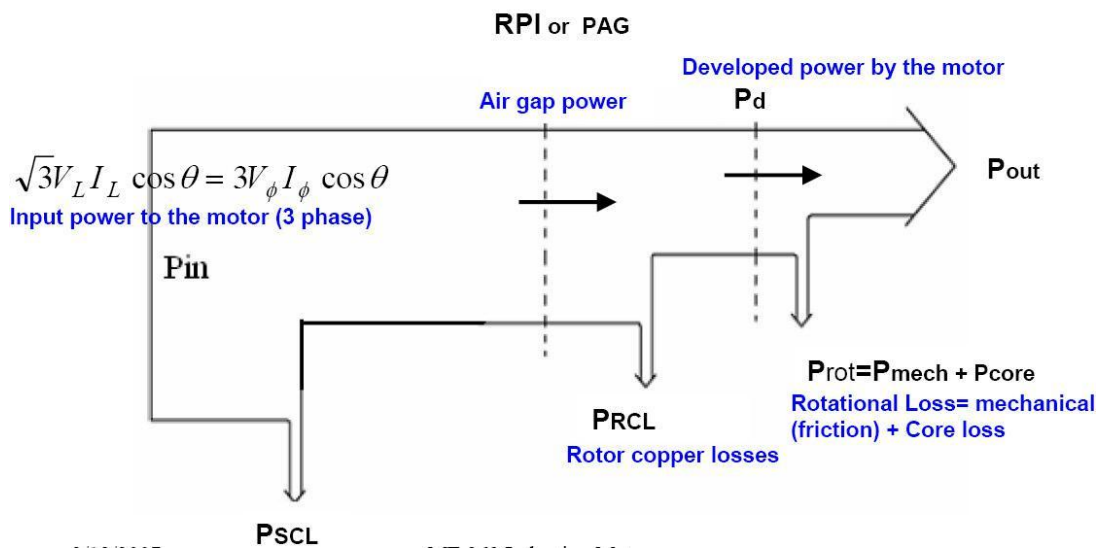 RPI or PAG
Developed power by the motor
Air gap power
Pd
√3V_L I_L cos θ = 3V_ϕ I_ϕ cos θ
Input power to the motor (3 phase)
Pout
Pin
Prot=Pmech + Pcore
Rotational Loss= mechanical
(friction) + Core loss
PRCL
Rotor copper losses
PSCL